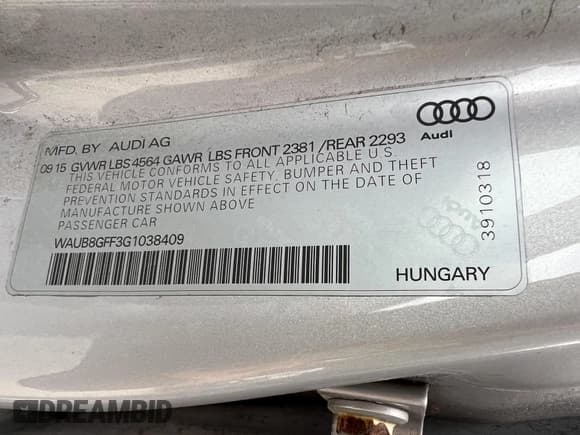 MFD. BY AUDI AG
09 15 GVWR LBS 4564 GAWR LBS FRONT 2381 / REAR 2293
THIS VEHICLE CONFORMS TO ALL APPLICABLE U.S.
FEDERAL MOTOR VEHICLE SAFETY, BUMPER AND THEFT
PREVENTION STANDARDS IN EFFECT ON THE DATE OF
MANUFACTURE SHOWN ABOVE
PASSENGER CAR
WAUB8GFF3G1038409
Audi
Audi
3910318
HUNGARY
DREAMBID